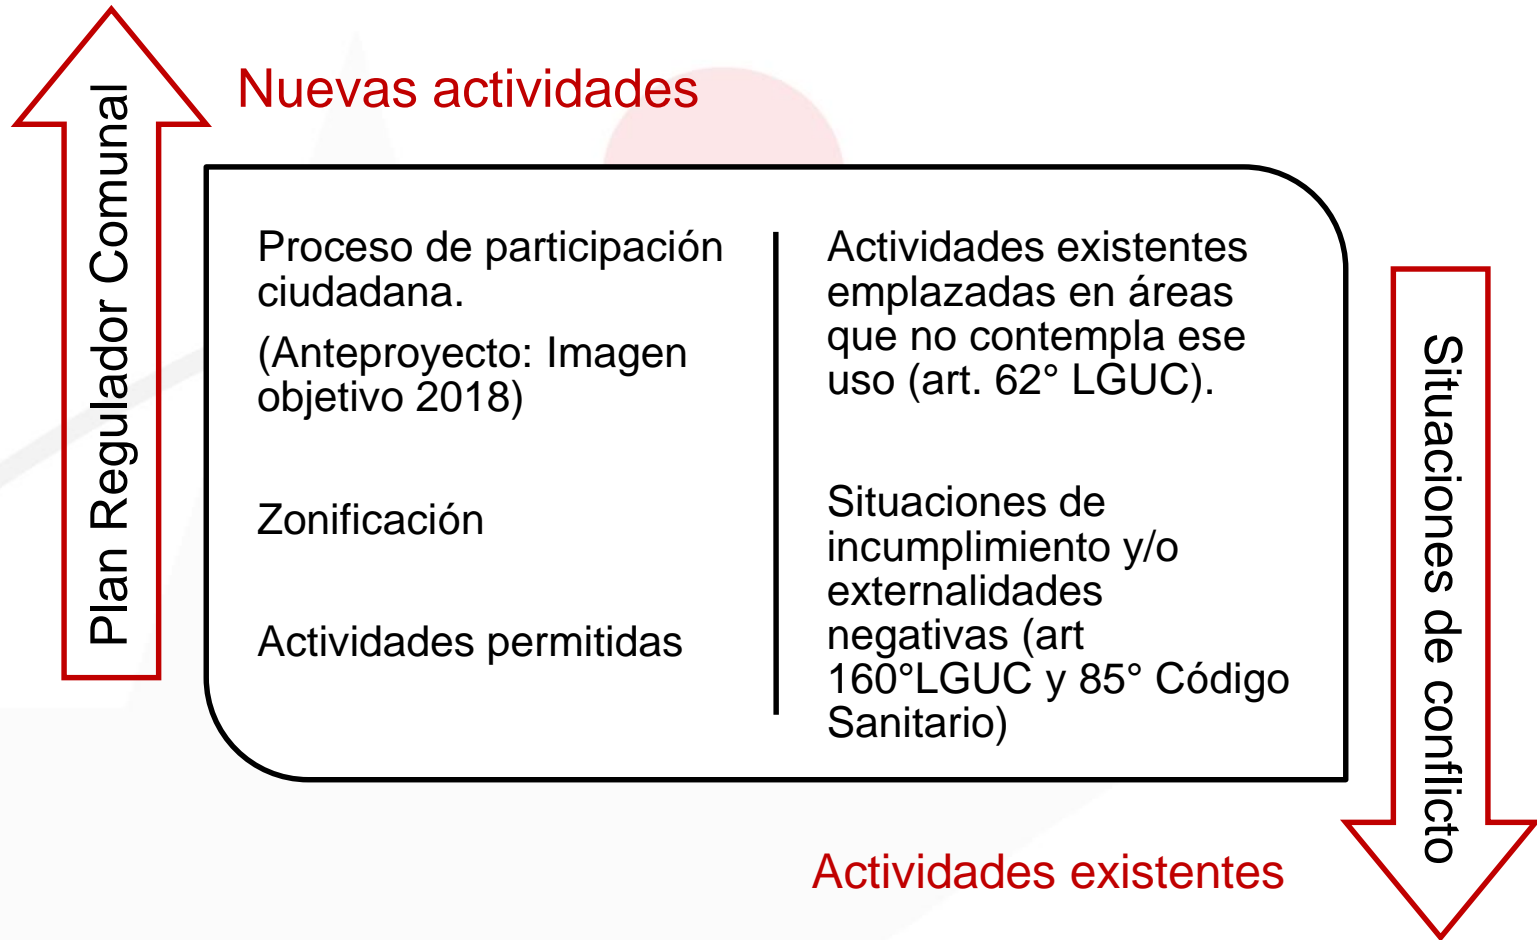 Plan Regulador Comunal
Nuevas actividades
Proceso de participación
ciudadana.
(Anteproyecto: Imagen
objetivo 2018)
Zonificación
Actividades permitidas
Actividades existentes
emplazadas en áreas
que no contempla ese
uso (art. 62° LGUC).
Situaciones de
incumplimiento y/o
externalidades
negativas (art
160°LGUC y 85° Código
Sanitario)
Situaciones de conflicto
Actividades existentes